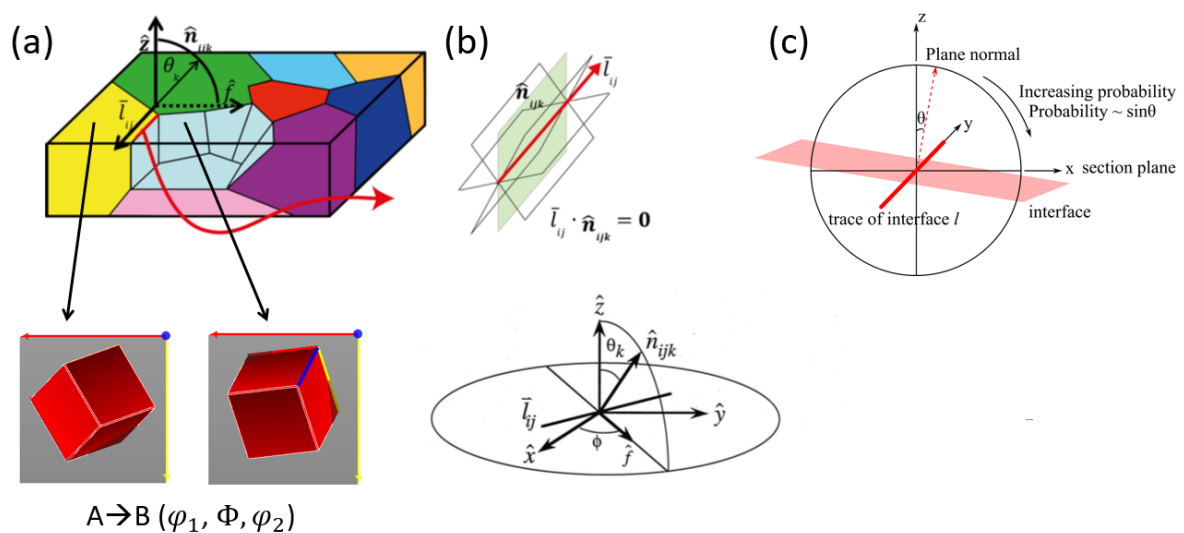 (a)
ẑ
n̂ijk
θk
f̂
l̄ij
A→B (φ1, Φ, φ2)
(b)
n̂ijk
l̄ij
l̄ij · n̂ijk = 0
ẑ
θk
n̂ijk
l̄ij
ŷ
x̂
ϕ
f̂
(c)
z
Plane normal
Increasing probability
Probability ~ sinθ
θ
y
x section plane
interface
trace of interface l